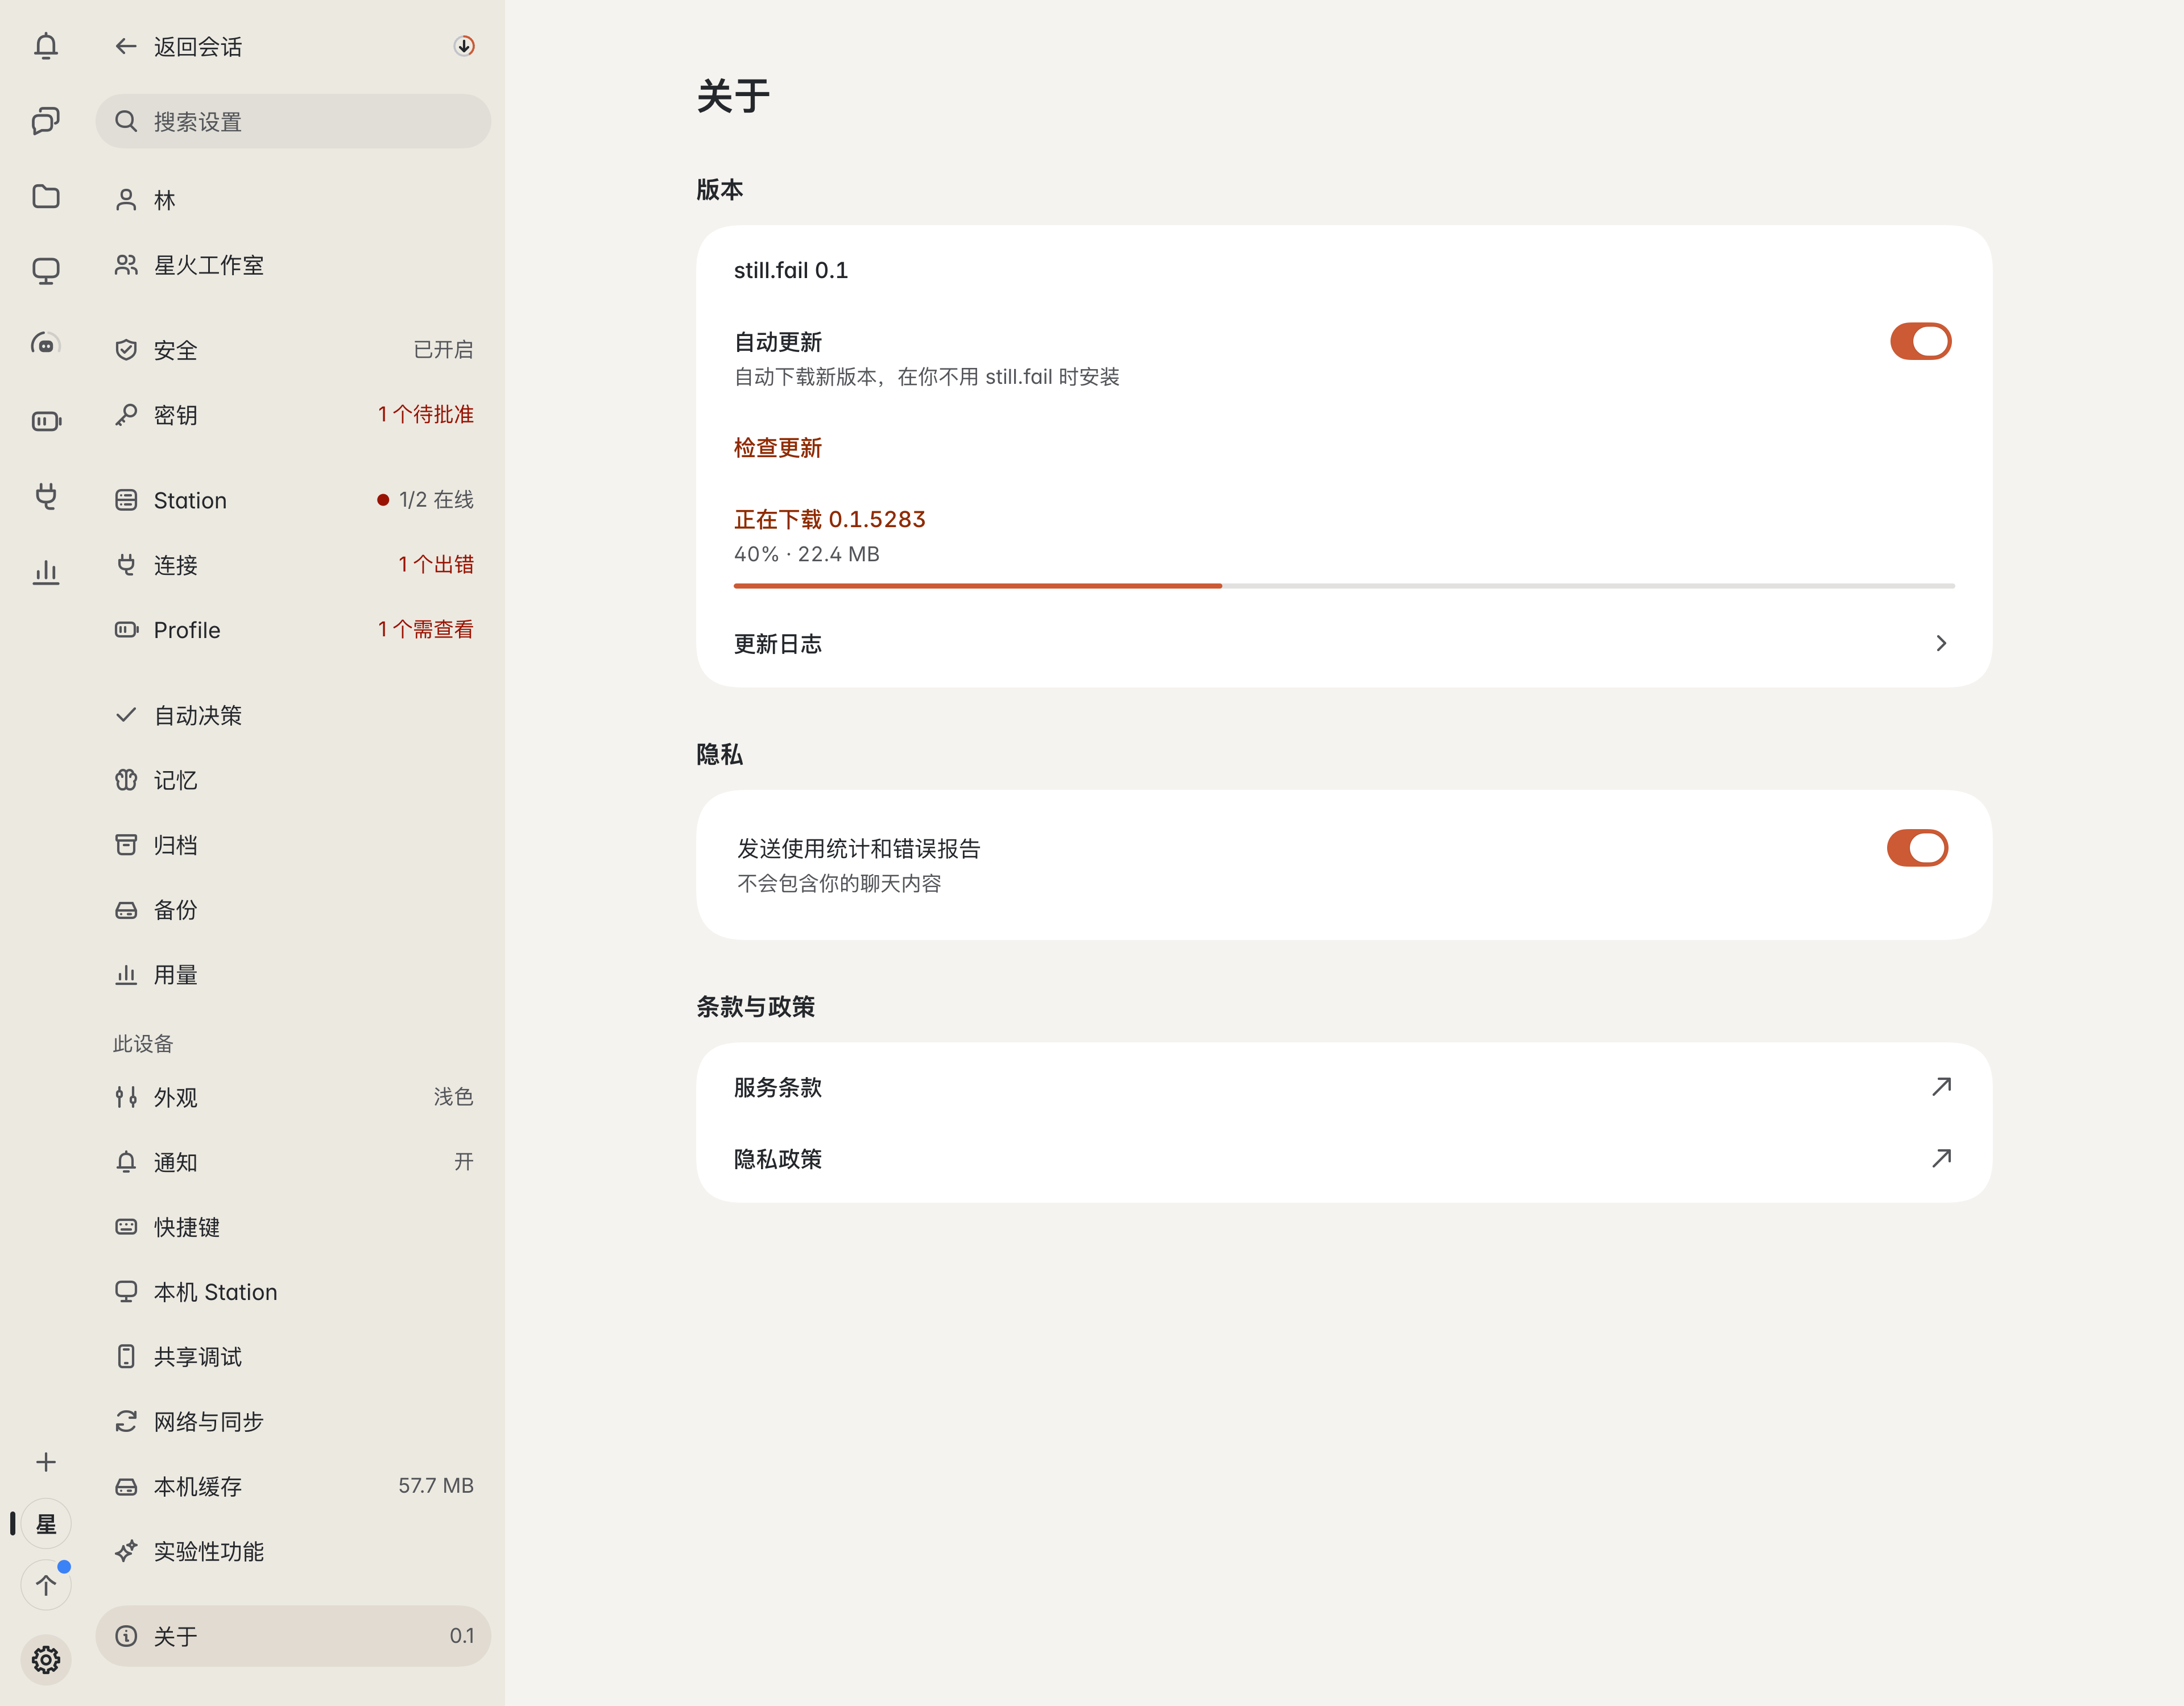 返回会话
搜索设置
林
星火工作室
安全 已开启
密钥 1 个待批准
Station 1/2 在线
连接 1 个出错
Profile 1 个需查看
自动决策
记忆
归档
备份
用量
此设备
外观 浅色
通知 开
快捷键
本机 Station
共享调试
网络与同步
本机缓存 57.7 MB
实验性功能
关于 0.1
星
个
关于
版本
still.fail 0.1
自动更新
自动下载新版本，在你不用 still.fail 时安装
检查更新
正在下载 0.1.5283
40% · 22.4 MB
更新日志
隐私
发送使用统计和错误报告
不会包含你的聊天内容
条款与政策
服务条款
隐私政策